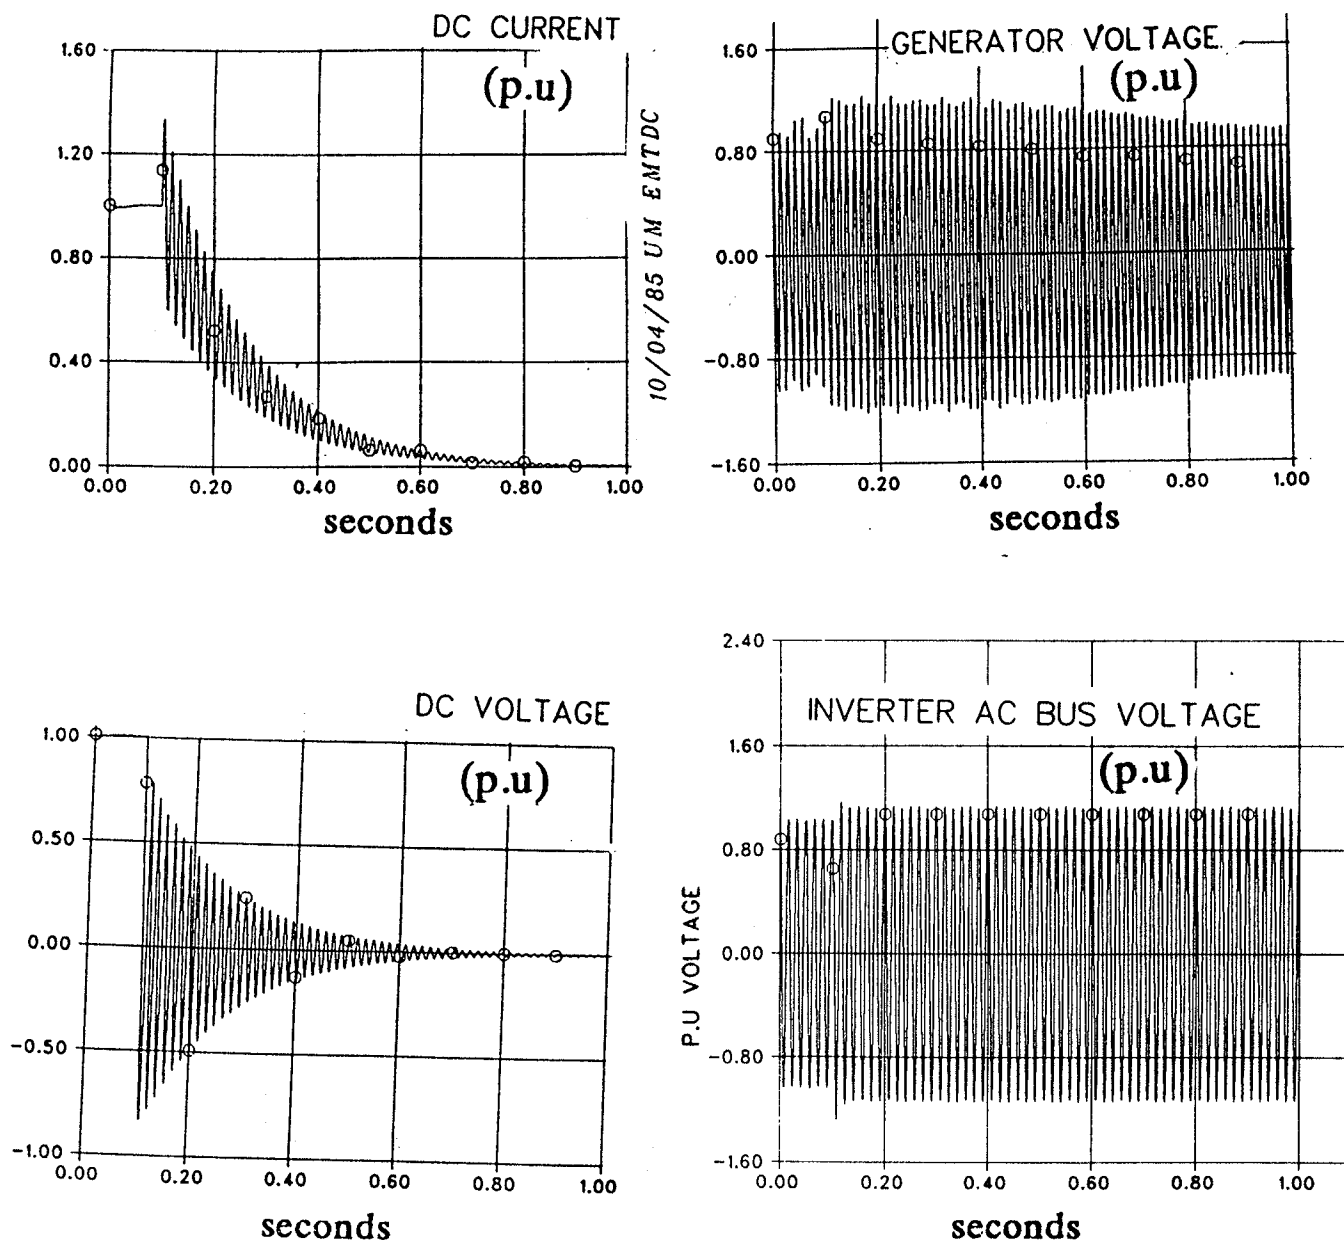 DC CURRENT
(p.u)
1.60
1.20
0.80
0.40
0.00
0.00 0.20 0.40 0.60 0.80 1.00
seconds
10/04/85 UM EMTDC
GENERATOR VOLTAGE
(p.u)
1.60
0.80
0.00
-0.80
-1.60
0.00 0.20 0.40 0.60 0.80 1.00
seconds
DC VOLTAGE
(p.u)
1.00
0.50
0.00
-0.50
-1.00
0.00 0.20 0.40 0.60 0.80 1.00
seconds
INVERTER AC BUS VOLTAGE
(p.u)
2.40
1.60
0.80
0.00
-0.80
-1.60
P.U VOLTAGE
0.00 0.20 0.40 0.60 0.80 1.00
seconds